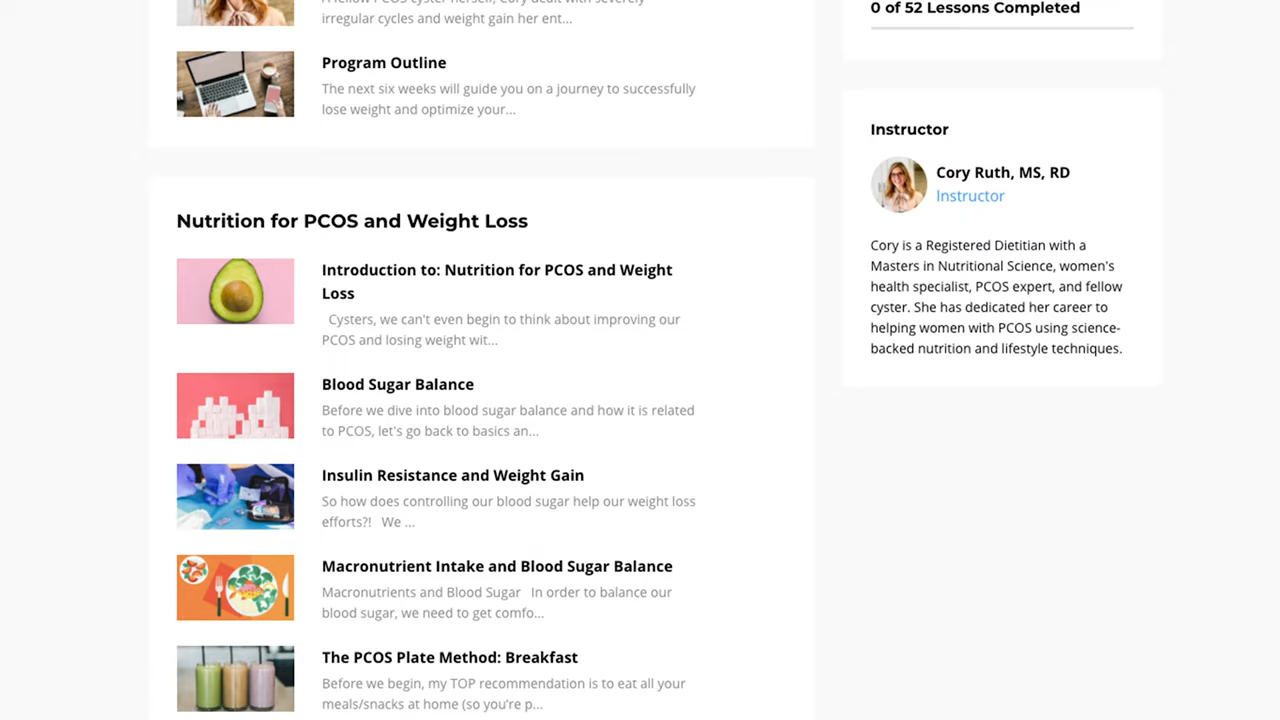 A fellow PCOS cyster herself, Cory dealt with severely
irregular cycles and weight gain her ent...
Program Outline
The next six weeks will guide you on a journey to successfully
lose weight and optimize your...
Nutrition for PCOS and Weight Loss
Introduction to: Nutrition for PCOS and Weight
Loss
Cysters, we can't even begin to think about improving our
PCOS and losing weight wit...
Blood Sugar Balance
Before we dive into blood sugar balance and how it is related
to PCOS, let's go back to basics an...
Insulin Resistance and Weight Gain
So how does controlling our blood sugar help our weight loss
efforts?! We ...
Macronutrient Intake and Blood Sugar Balance
Macronutrients and Blood Sugar In order to balance our
blood sugar, we need to get comfo...
The PCOS Plate Method: Breakfast
Before we begin, my TOP recommendation is to eat all your
meals/snacks at home (so you're p...
0 of 52 Lessons Completed
Instructor
Cory Ruth, MS, RD
Instructor
Cory is a Registered Dietitian with a
Masters in Nutritional Science, women's
health specialist, PCOS expert, and fellow
cyster. She has dedicated her career to
helping women with PCOS using science-
backed nutrition and lifestyle techniques.